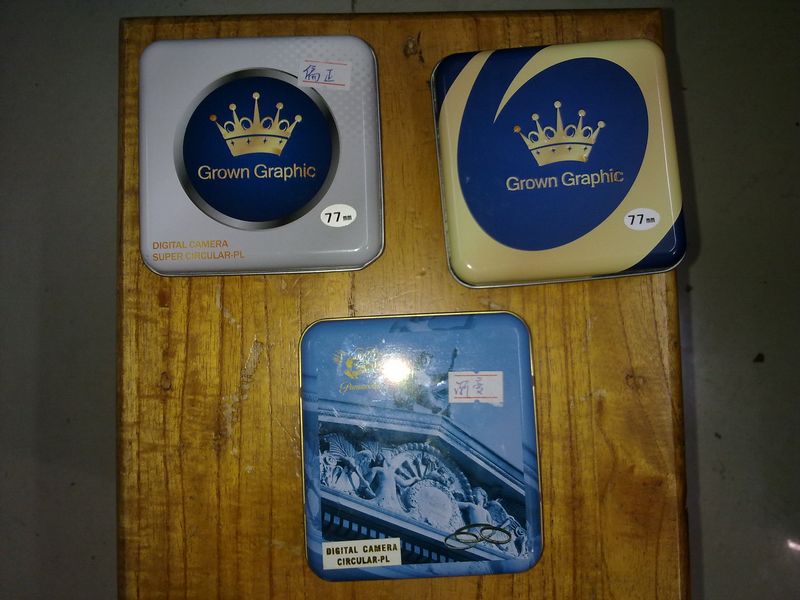 偏正
Grown Graphic
77mm
DIGITAL CAMERA
SUPER CIRCULAR-PL
Grown Graphic
77mm
DIGITAL CAMERA
CIRCULAR-PL